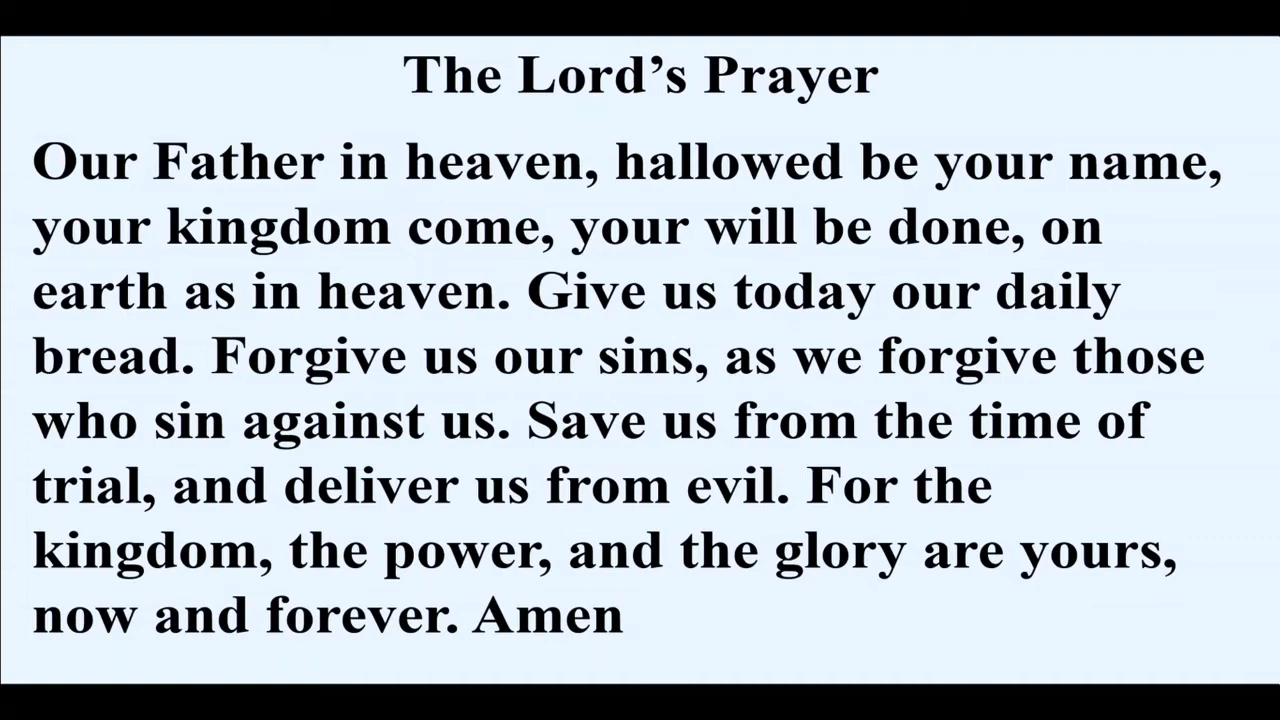 The Lord’s Prayer
Our Father in heaven, hallowed be your name,
your kingdom come, your will be done, on
earth as in heaven. Give us today our daily
bread. Forgive us our sins, as we forgive those
who sin against us. Save us from the time of
trial, and deliver us from evil. For the
kingdom, the power, and the glory are yours,
now and forever. Amen